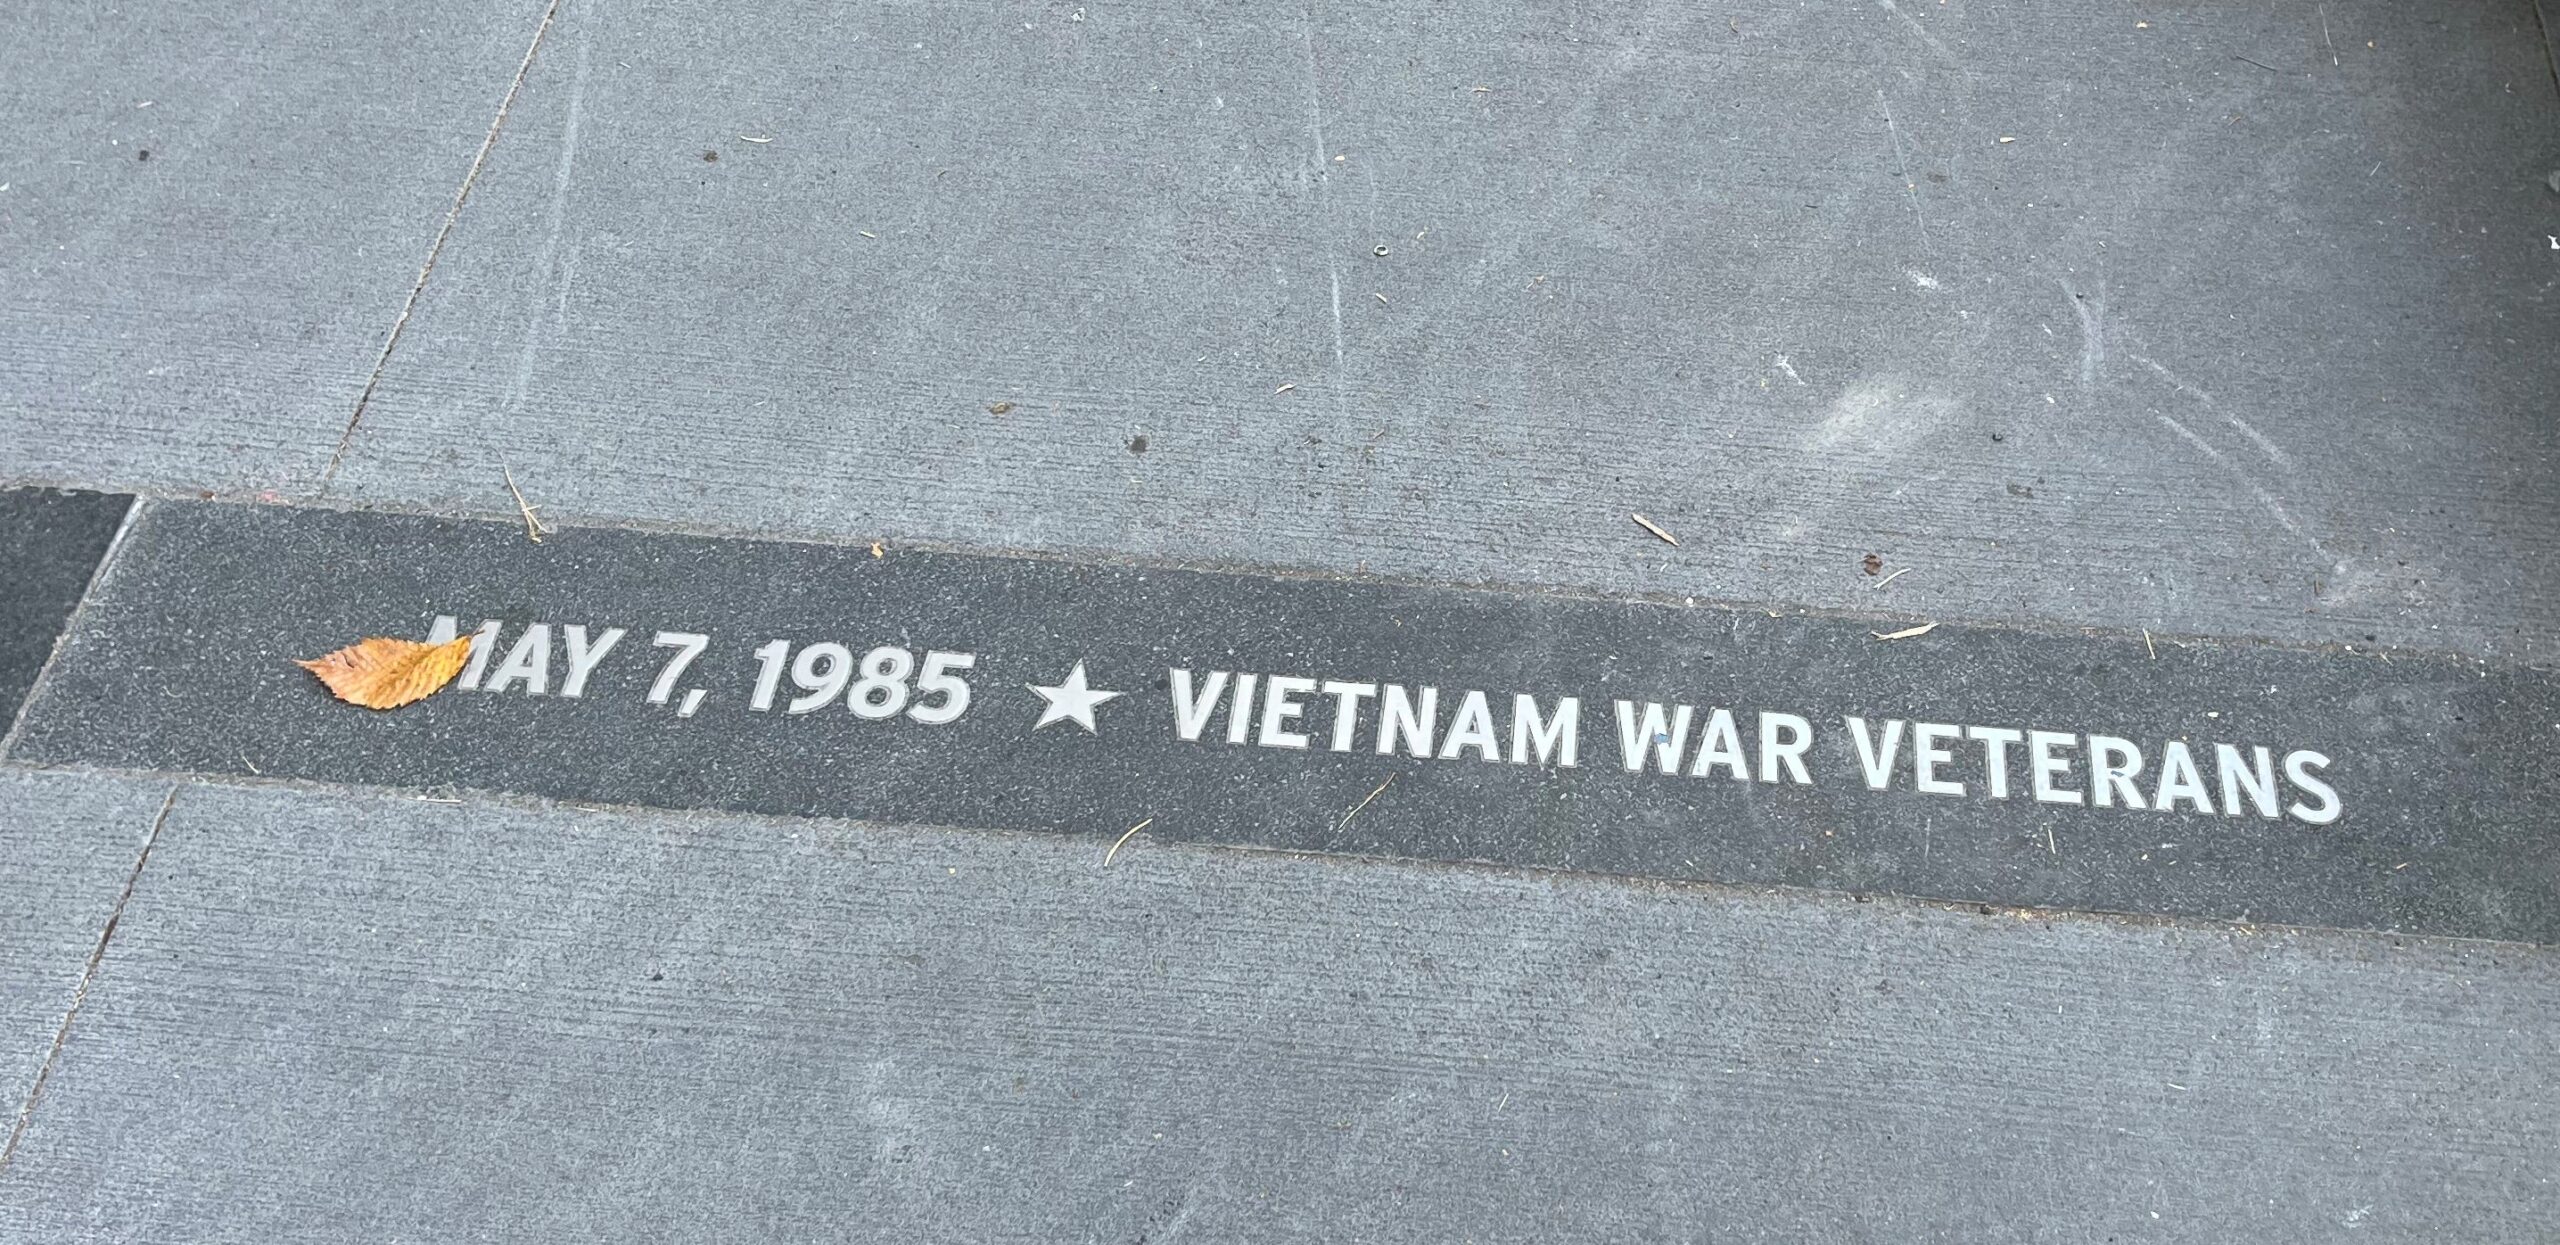 MAY 7, 1985 ★ VIETNAM WAR VETERANS